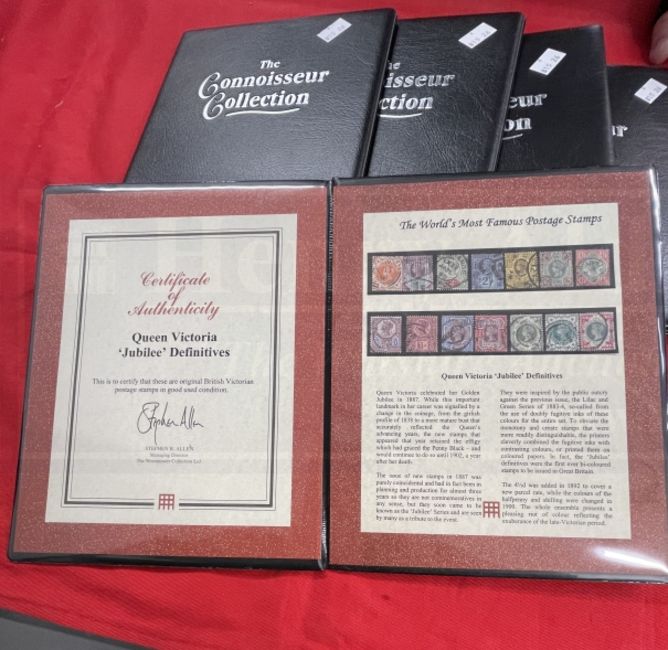 The
Connoisseur
Collection
he
isseur
ction
eur
on
ur
Certificate
of
Authenticity
Queen Victoria
'Jubilee' Definitives
This is to certify that these are original British Victorian
postage stamps in good used condition.
Stephen Allen
STEPHEN R. ALLEN
Managing Director
The Westminster Collection Ltd
The World's Most Famous Postage Stamps
Queen Victoria 'Jubilee' Definitives
Queen Victoria celebrated her Golden
Jubilee in 1887. While this important
landmark in her career was signalled by a
change in the coinage, from the girlish
profile of 1838 to a more mature bust that
accurately reflected the Queen's
advancing years, the new stamps that
appeared that year retained the effigy
which had graced the Penny Black – and
would continue to do so until 1902, a year
after her death.
The issue of new stamps in 1887 was
purely coincidental and had in fact been in
planning and production for almost three
years so they are not commemoratives in
any sense, but they soon came to be
known as the 'Jubilee' Series and are seen
by many as a tribute to the event.
They were inspired by the public outcry
against the previous issue, the Lilac and
Green Series of 1883-4, so-called from
the use of doubly fugitive inks of these
colours for the entire set. To obviate the
monotony and create stamps that were
more readily distinguishable, the printers
cleverly combined the fugitive inks with
contrasting colours, or printed them on
coloured papers. In fact, the 'Jubilee'
definitives were the first ever bi-coloured
stamps to be issued in Great Britain.
The 4½d was added in 1892 to cover a
new parcel rate, while the colours of the
halfpenny and shilling were changed in
1900. The whole ensemble presents a
pleasing riot of colour reflecting the
exuberance of the late-Victorian period.